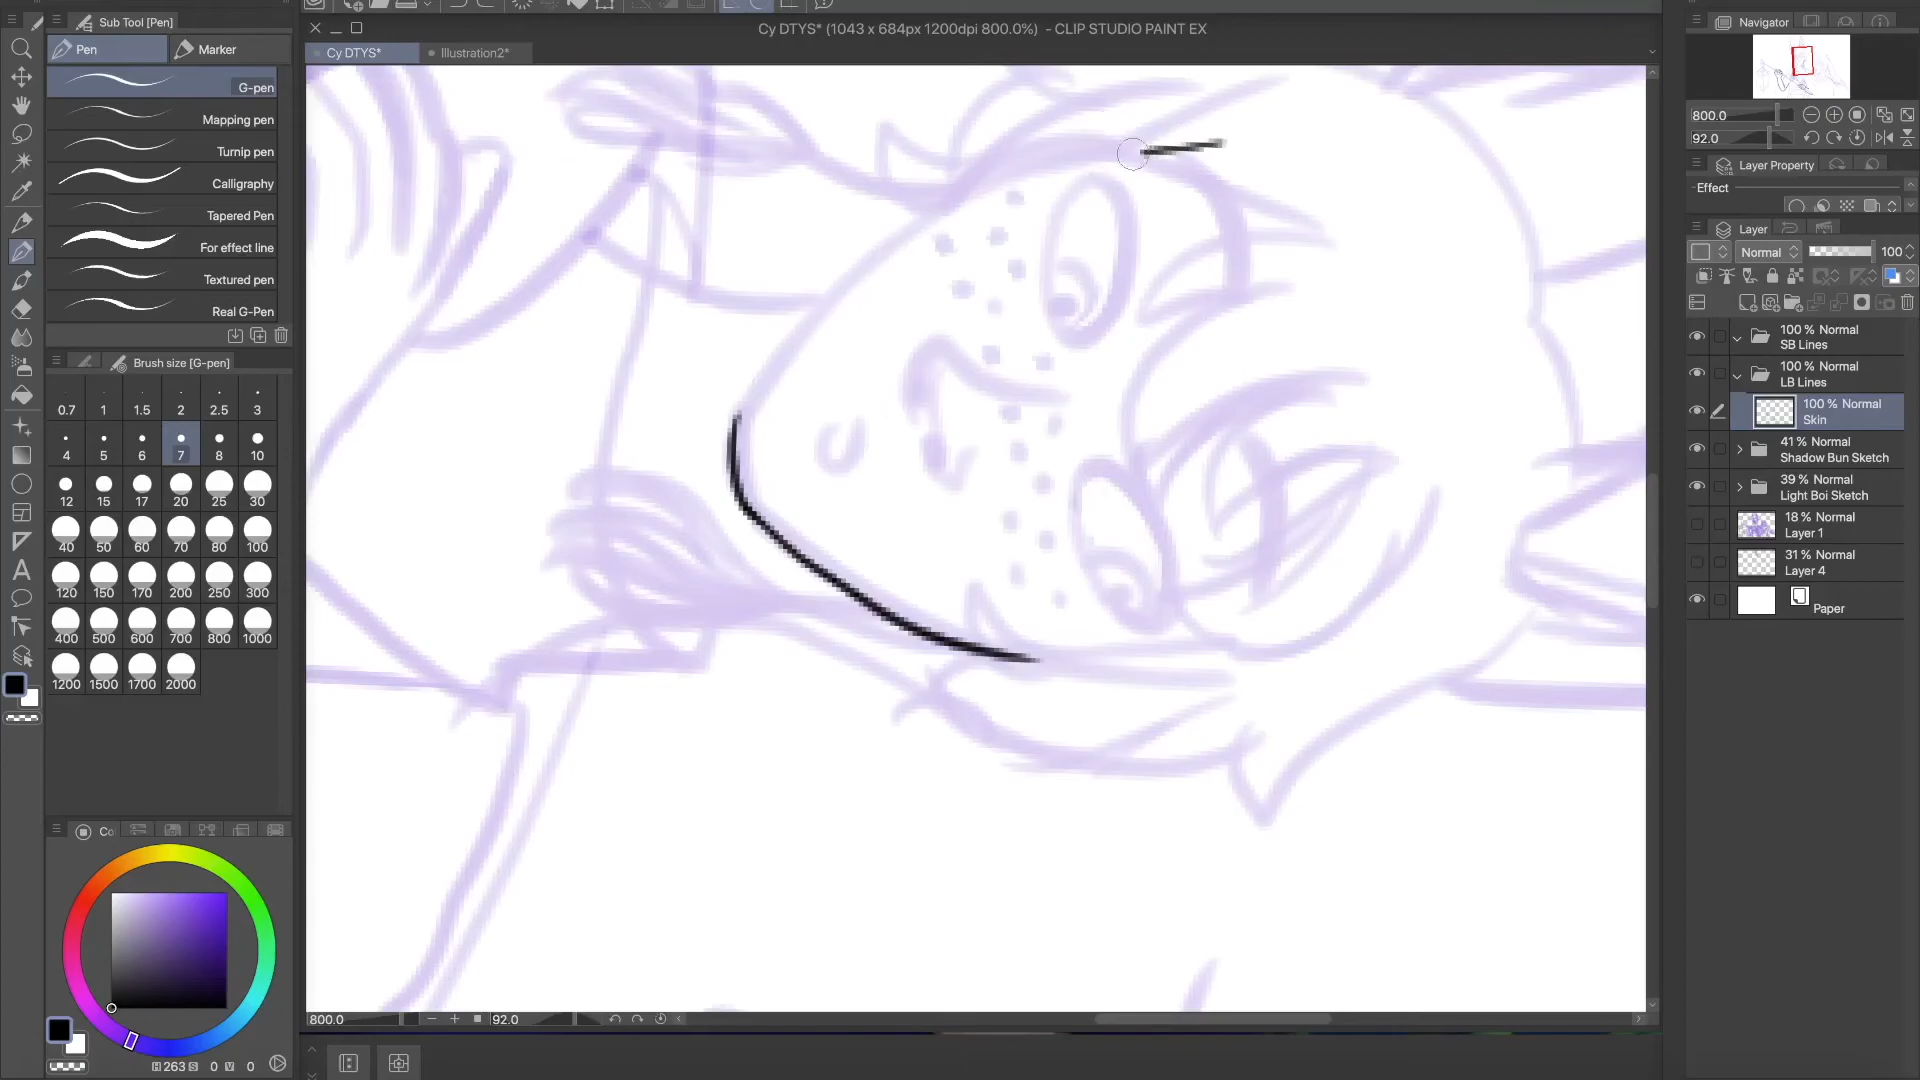 Sub Tool [Pen]
Pen
Marker
G-pen
Mapping pen
Turnip pen
Calligraphy
Tapered Pen
For effect line
Textured pen
Real G-Pen
Brush size [G-pen]
0.7 1 1.5 2 2.5 3
4 5 6 7 8 10
12 15 17 20 25 30
40 50 60 70 80 100
120 150 170 200 250 300
400 500 600 700 800 1000
1200 1500 1700 2000
Co
H 263 S 0 V 0
Cy DTYS* (1043 x 684px 1200dpi 800.0%) - CLIP STUDIO PAINT EX
Cy DTYS*
Illustration2*
800.0
92.0
Navigator
800.0
92.0
Layer Property
Effect
Layer
Normal
100
100 % Normal
SB Lines
100 % Normal
LB Lines
100 % Normal
Skin
41 % Normal
Shadow Bun Sketch
39 % Normal
Light Boi Sketch
18 % Normal
Layer 1
31 % Normal
Layer 4
Paper